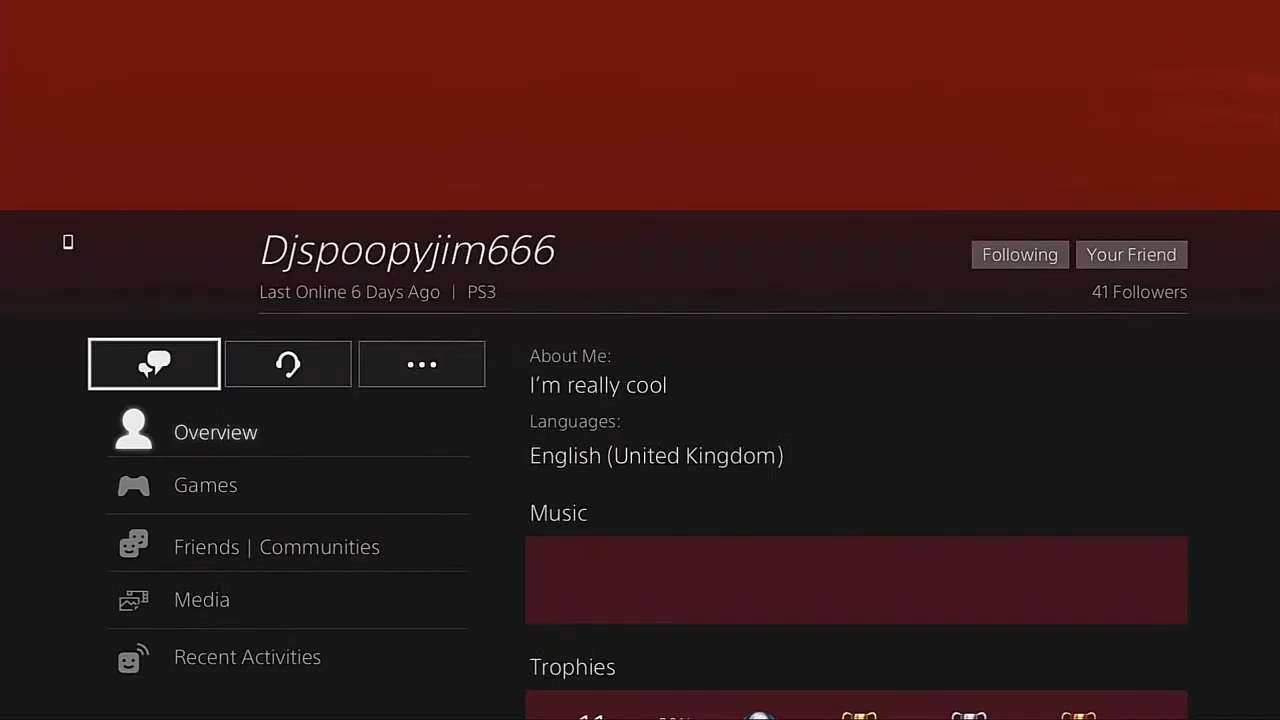 Djspoopyjim666
Following
Your Friend
Last Online 6 Days Ago | PS3
41 Followers
About Me:
I'm really cool
Languages:
English (United Kingdom)
Overview
Games
Friends | Communities
Media
Recent Activities
Music
Trophies